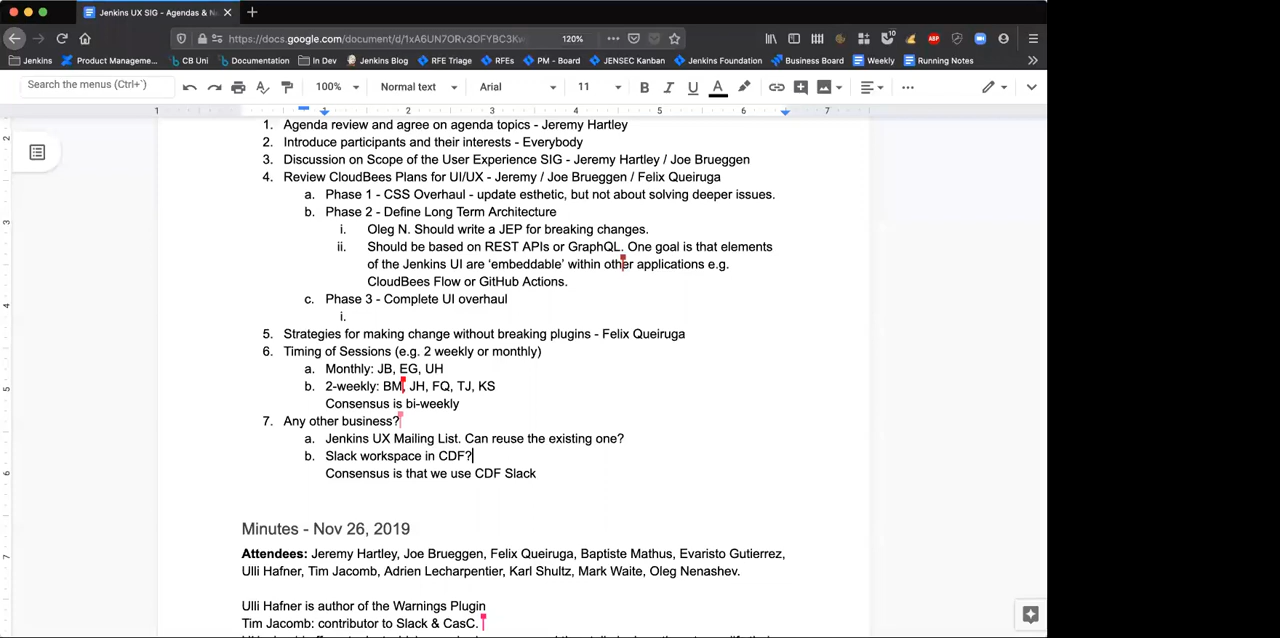 Jenkins UX SIG - Agendas & N
https://docs.google.com/document/d/1xA6UN7ORv3OFYBC3Kw
120%
10
ABP
Jenkins
Product Manageme...
CB Uni
Documentation
In Dev
Jenkins Blog
RFE Triage
RFEs
PM - Board
JENSEC Kanban
Jenkins Foundation
Business Board
Weekly
Running Notes
Search the menus (Ctrl+`)
100%
Normal text
Arial
11
B I U A
1 2 3 4 5 6 7
1. Agenda review and agree on agenda topics - Jeremy Hartley
2. Introduce participants and their interests - Everybody
3. Discussion on Scope of the User Experience SIG - Jeremy Hartley / Joe Brueggen
4. Review CloudBees Plans for UI/UX - Jeremy / Joe Brueggen / Felix Queiruga
a. Phase 1 - CSS Overhaul - update esthetic, but not about solving deeper issues.
b. Phase 2 - Define Long Term Architecture
i. Oleg N. Should write a JEP for breaking changes.
ii. Should be based on REST APIs or GraphQL. One goal is that elements
of the Jenkins UI are ‘embeddable’ within other applications e.g.
CloudBees Flow or GitHub Actions.
c. Phase 3 - Complete UI overhaul
i.
5. Strategies for making change without breaking plugins - Felix Queiruga
6. Timing of Sessions (e.g. 2 weekly or monthly)
a. Monthly: JB, EG, UH
b. 2-weekly: BM, JH, FQ, TJ, KS
Consensus is bi-weekly
7. Any other business?
a. Jenkins UX Mailing List. Can reuse the existing one?
b. Slack workspace in CDF?
Consensus is that we use CDF Slack
Minutes - Nov 26, 2019
Attendees: Jeremy Hartley, Joe Brueggen, Felix Queiruga, Baptiste Mathus, Evaristo Gutierrez,
Ulli Hafner, Tim Jacomb, Adrien Lecharpentier, Karl Shultz, Mark Waite, Oleg Nenashev.
Ulli Hafner is author of the Warnings Plugin
Tim Jacomb: contributor to Slack & CasC.